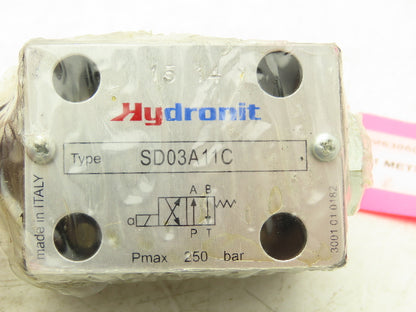 15 14
Hydronit
Type SD03A11C
A B
a
P T
Pmax 250 bar
made in ITALY
3001 01 0182